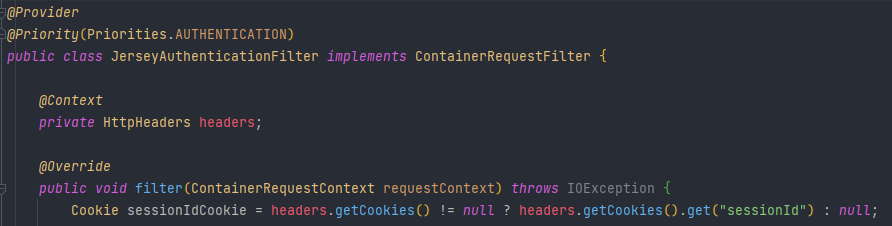 @Provider
@Priority(Priorities.AUTHENTICATION)
public class JerseyAuthenticationFilter implements ContainerRequestFilter {
@Context
private HttpHeaders headers;
@Override
public void filter(ContainerRequestContext requestContext) throws IOException {
Cookie sessionIdCookie = headers.getCookies() != null ? headers.getCookies().get("sessionId") : null;